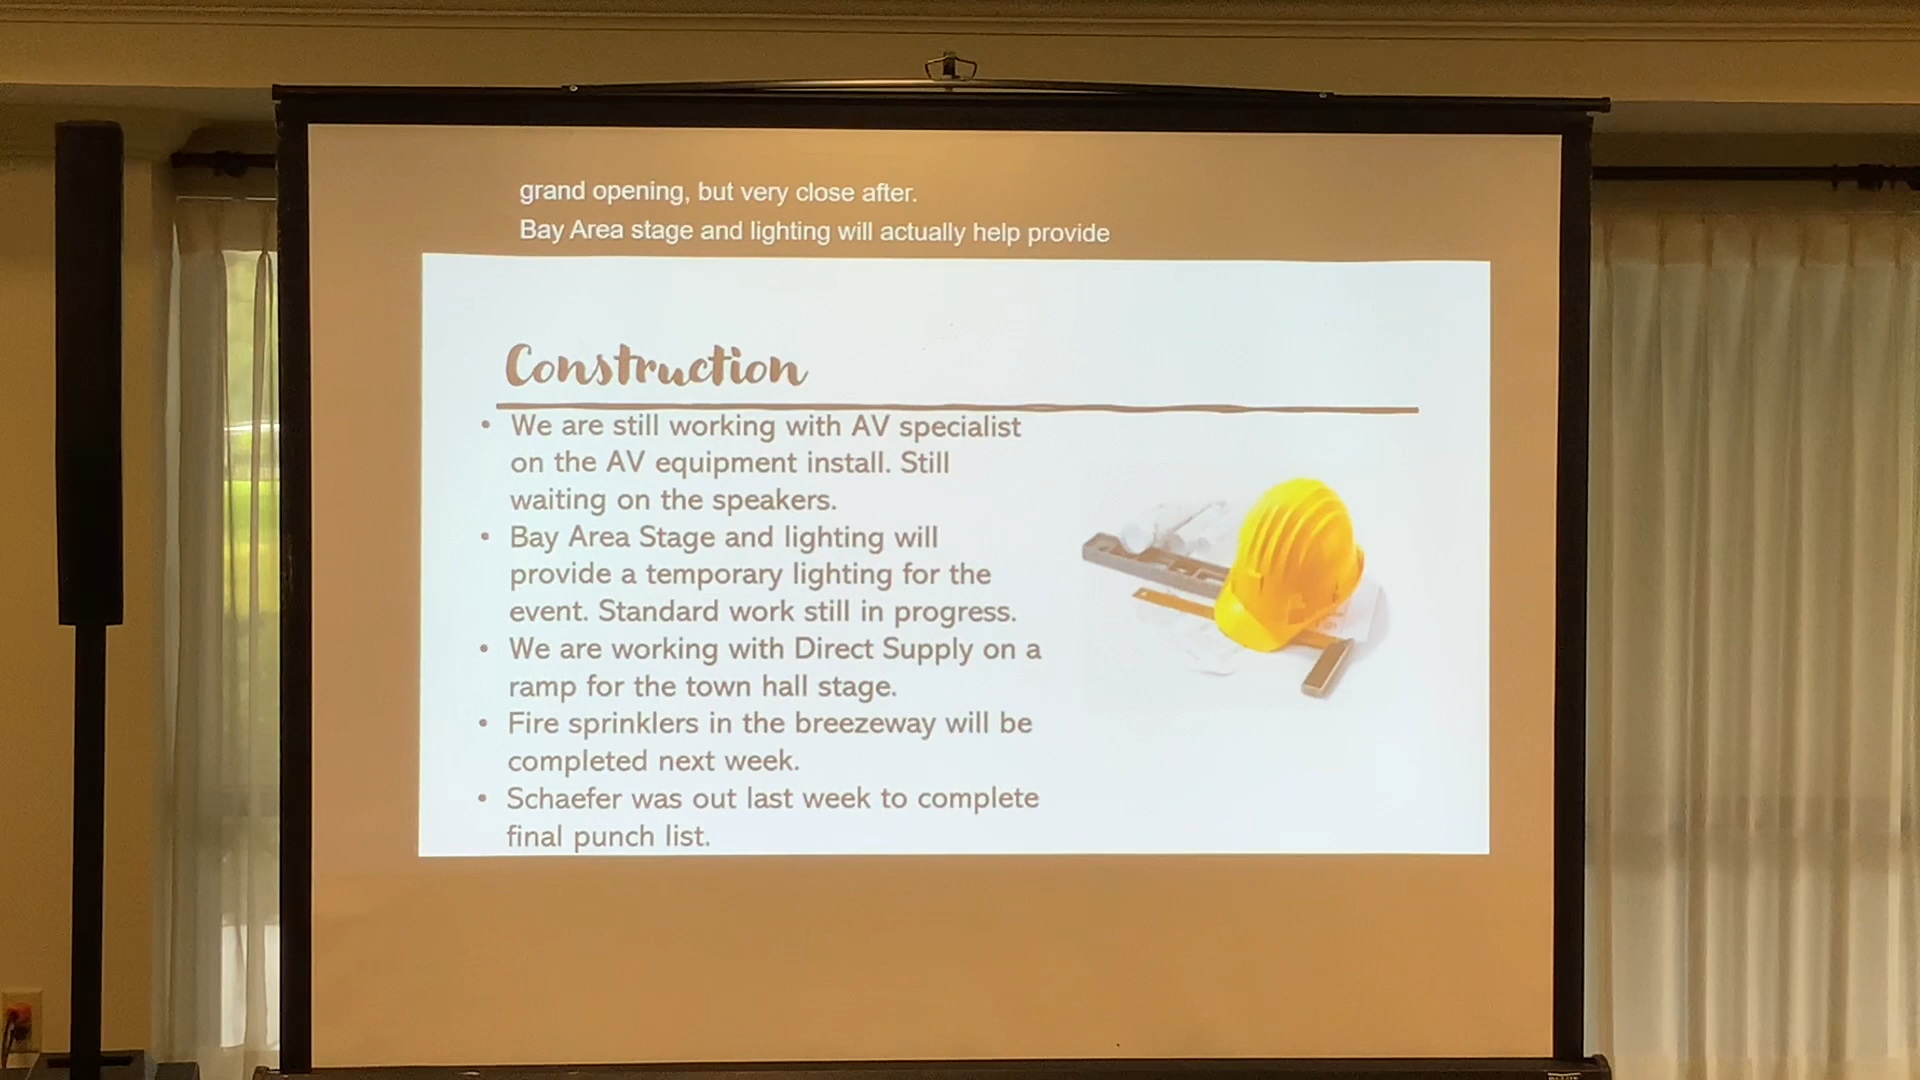 grand opening, but very close after.
Bay Area stage and lighting will actually help provide
Construction
• We are still working with AV specialist
on the AV equipment install. Still
waiting on the speakers.
• Bay Area Stage and lighting will
provide a temporary lighting for the
event. Standard work still in progress.
• We are working with Direct Supply on a
ramp for the town hall stage.
• Fire sprinklers in the breezeway will be
completed next week.
• Schaefer was out last week to complete
final punch list.